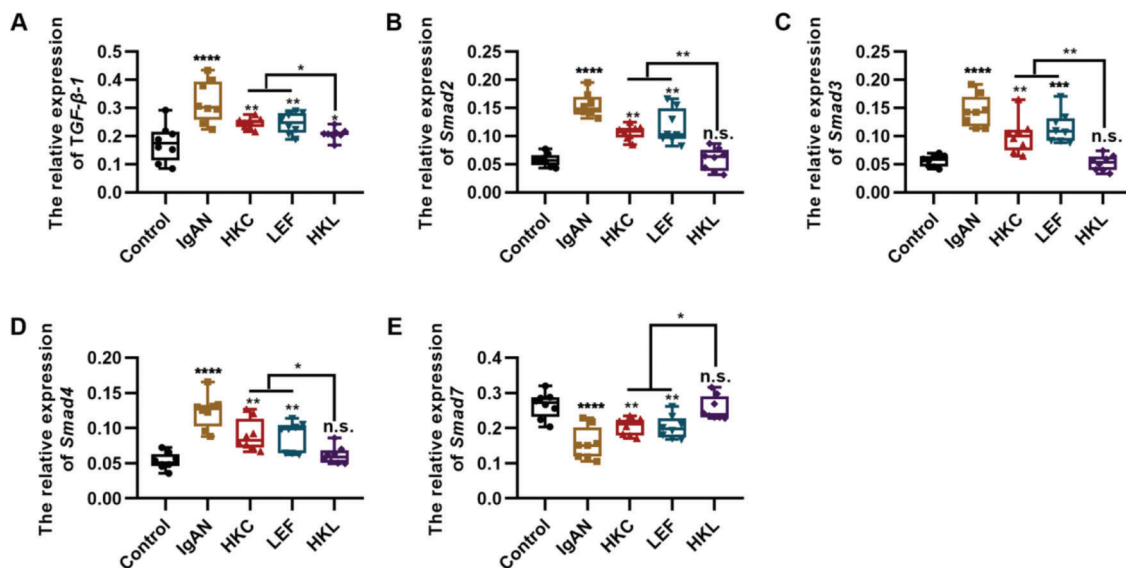 A
The relative expression
of TGF-β-1
0.5
0.4
0.3
0.2
0.1
0.0
****
**
**
*
*
Control
IgAN
HKC
LEF
HKL
B
The relative expression
of Smad2
0.25
0.20
0.15
0.10
0.05
0.00
****
**
**
**
n.s.
Control
IgAN
HKC
LEF
HKL
C
The relative expression
of Smad3
0.25
0.20
0.15
0.10
0.05
0.00
****
**
***
**
n.s.
Control
IgAN
HKC
LEF
HKL
D
The relative expression
of Smad4
0.20
0.15
0.10
0.05
0.00
****
**
**
*
n.s.
Control
IgAN
HKC
LEF
HKL
E
The relative expression
of Smad7
0.4
0.3
0.2
0.1
0.0
****
**
**
*
n.s.
Control
IgAN
HKC
LEF
HKL